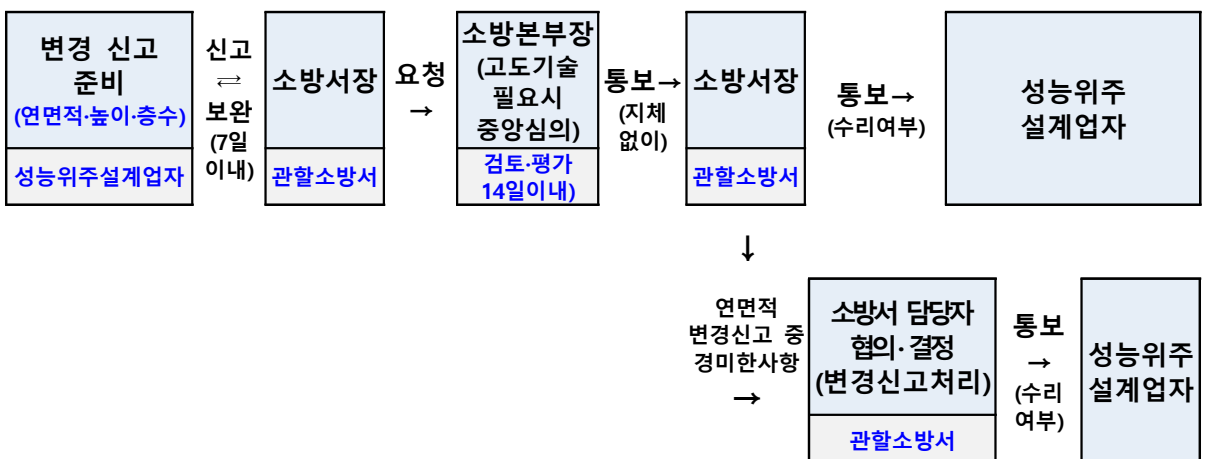 변경 신고
준비
(연면적·높이·층수)
성능위주설계업자
신고
⇄
보완
(7일
이내)
소방서장
관할소방서
요청
→
소방본부장
(고도기술
필요시
중앙심의)
검토·평가
14일이내)
통보→
(지체
없이)
소방서장
관할소방서
통보→
(수리여부)
성능위주
설계업자
↓
연면적
변경신고 중
경미한사항
→
소방서 담당자
협의·결정
(변경신고처리)
관할소방서
통보
→
(수리
여부)
성능위주
설계업자